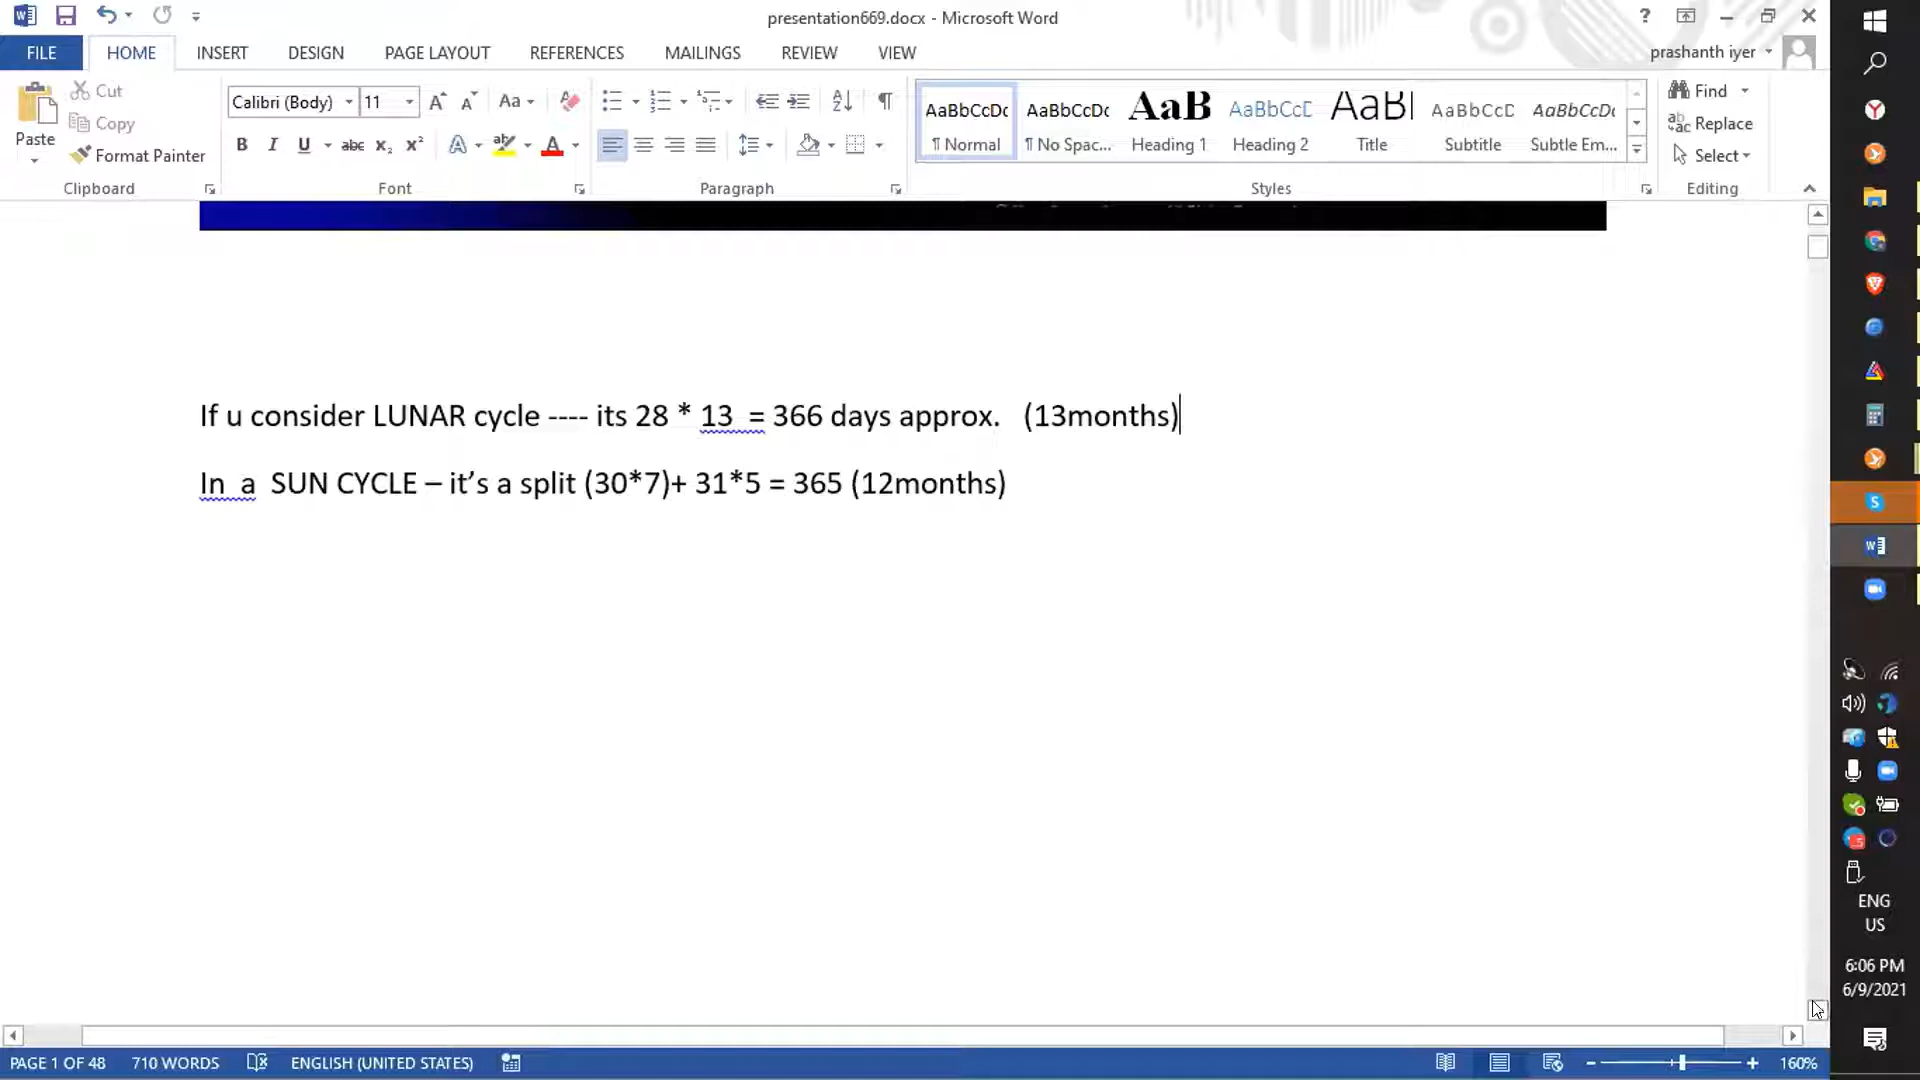 presentation669.docx - Microsoft Word
prashanth iyer
FILE HOME INSERT DESIGN PAGE LAYOUT REFERENCES MAILINGS REVIEW VIEW
Paste
Cut
Copy
Format Painter
Clipboard
Calibri (Body) 11
Font
Paragraph
AaBbCcDc AaBbCcDc AaB AaBbCcD AaB AaBbCcD AaBbCcDc
¶ Normal ¶ No Spac... Heading 1 Heading 2 Title Subtitle Subtle Em...
Styles
Find
Replace
Select
Editing
If u consider LUNAR cycle ---- its 28 * 13 = 366 days approx. (13months)
In a SUN CYCLE – it’s a split (30*7)+ 31*5 = 365 (12months)
ENG
US
6:06 PM
6/9/2021
PAGE 1 OF 48 710 WORDS ENGLISH (UNITED STATES) 160%